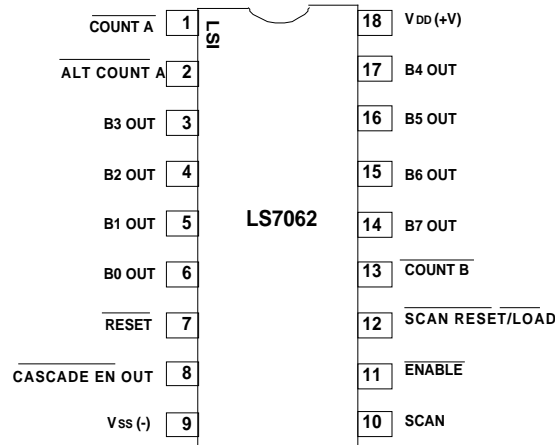 COUNT A 1 LSI 18 VDD (+V)
ALT COUNT A 2 17 B4 OUT
B3 OUT 3 16 B5 OUT
B2 OUT 4 15 B6 OUT
B1 OUT 5 LS7062 14 B7 OUT
B0 OUT 6 13 COUNT B
RESET 7 12 SCAN RESET/LOAD
CASCADE EN OUT 8 11 ENABLE
VSS (-) 9 10 SCAN